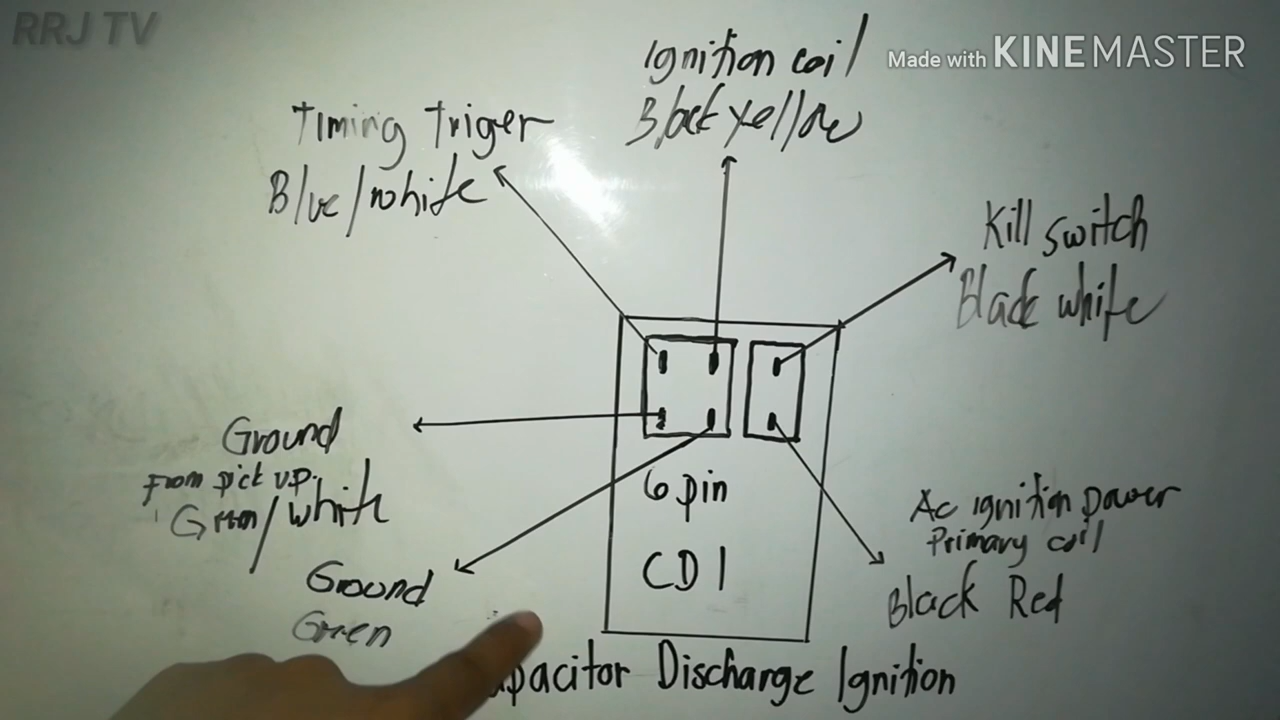 RRJ TV
Made with KINEMASTER
Ignition coil
Black yellow
Timing Triger
Blue/white
Kill switch
Black white
Ground
From pick up.
Green/white
Ground
Green
6 pin
CDI
Ac ignition power
Primary coil
Black Red
apacitor Discharge Ignition